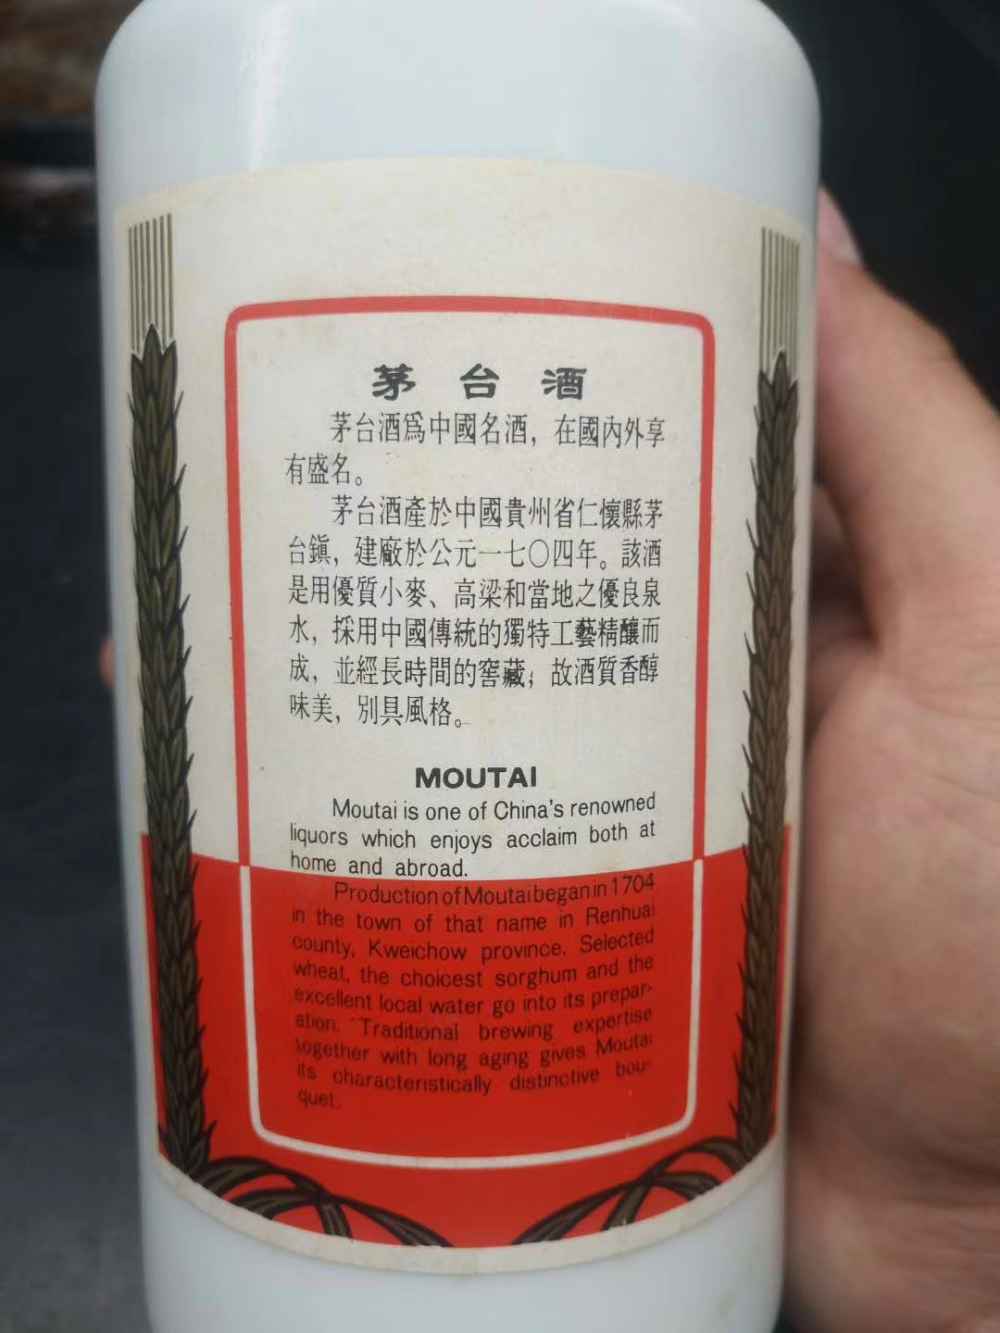 茅台酒
茅台酒爲中國名酒，在國内外享
有盛名。
茅台酒產於中國貴州省仁懷縣茅
台鎭，建廠於公元一七〇四年。該酒
是用優質小麥、高梁和當地之優良泉
水，採用中國傳統的獨特工藝精釀而
成，並經長時間的窖藏；故酒質香醇
味美，別具風格。
MOUTAI
Moutai is one of China's renowned
liquors which enjoys acclaim both at
home and abroad.
Production of Moutai began in 1704
in the town of that name in Renhuai
county, Kweichow province. Selected
wheat, the choicest sorghum and the
excellent local water go into its prepar-
ation. Traditional brewing expertise
together with long aging gives Moutai
its characteristically distinctive bou-
quet.